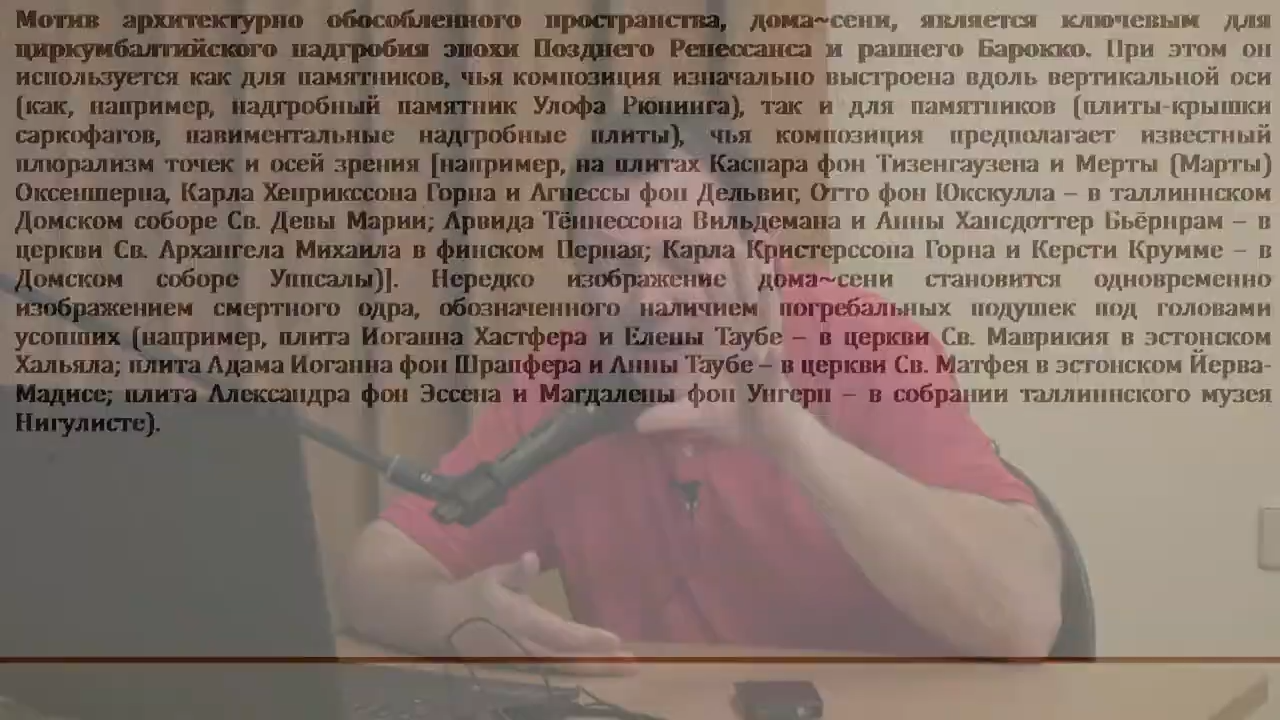 Мотив архитектурно обособленного пространства, дома~сени, является ключевым для
циркумбалтийского надгробия эпохи Позднего Ренессанса и раннего Барокко. При этом он
используется как для памятников, чья композиция изначально выстроена вдоль вертикальной оси
(как, например, надгробный памятник Улофа Рюнинга), так и для памятников (плиты-крышки
саркофагов, павиментальные надгробные плиты), чья композиция предполагает известный
плюрализм точек и осей зрения [например, на плитах Каспара фон Тизенгаузена и Мерты (Марты)
Оксеншерна, Карла Хенрикссона Горна и Агнессы фон Дельвиг, Отто фон Юкскулла – в таллиннском
Домском соборе Св. Девы Марии; Арвида Тённессона Вильдемана и Анны Хансдоттер Бьёрнрам – в
церкви Св. Архангела Михаила в финском Перная; Карла Кристерссона Горна и Керсти Крумме – в
Домском соборе Уппсалы)]. Нередко изображение дома~сени становится одновременно
изображением смертного одра, обозначенного наличием погребальных подушек под головами
усопших (например, плита Иоганна Хастфера и Елены Таубе – в церкви Св. Маврикия в эстонском
Хальяла; плита Адама Иоганна фон Шрапфера и Анны Таубе – в церкви Св. Матфея в эстонском Йерва-
Мадисе; плита Александра фон Эссена и Магдалены фон Унгерн – в собрании таллиннского музея
Нигулисте).